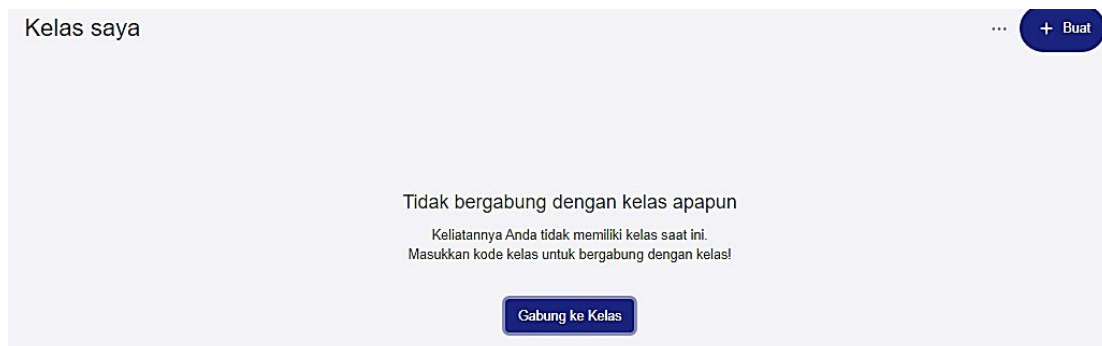 Kelas saya
... + Buat
Tidak bergabung dengan kelas apapun
Keliatannya Anda tidak memiliki kelas saat ini.
Masukkan kode kelas untuk bergabung dengan kelas!
Gabung ke Kelas